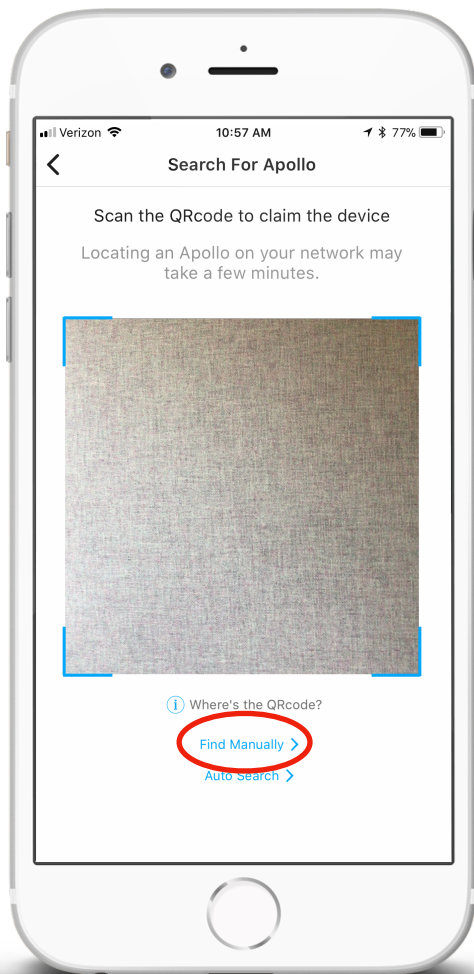 Verizon 10:57 AM 77%
Search For Apollo
Scan the QRcode to claim the device
Locating an Apollo on your network may
take a few minutes.
i Where's the QRcode?
Find Manually
Auto Search